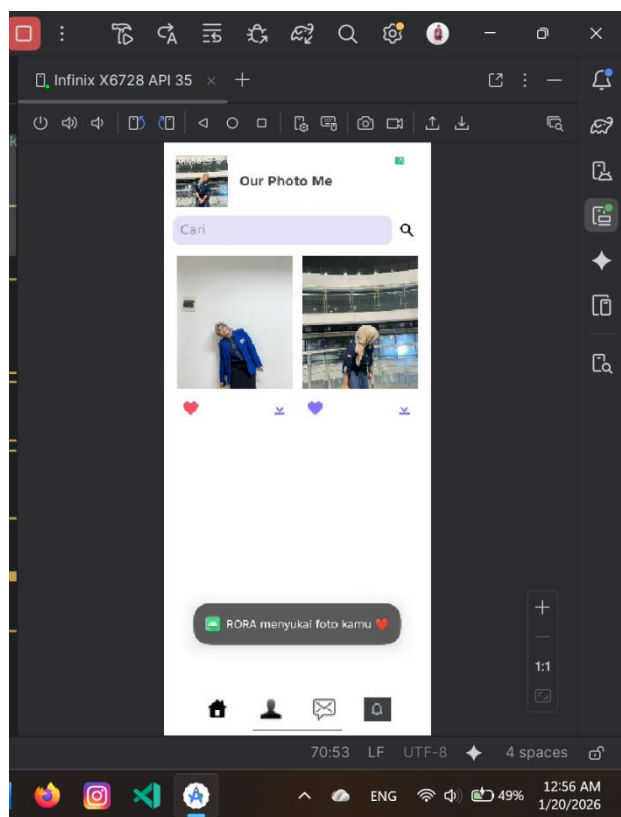 Infinix X6728 API 35
Our Photo Me
Cari
RORA menyukai foto kamu
1:1
70:53 LF UTF-8 4 spaces
ENG 49% 12:56 AM
1/20/2026